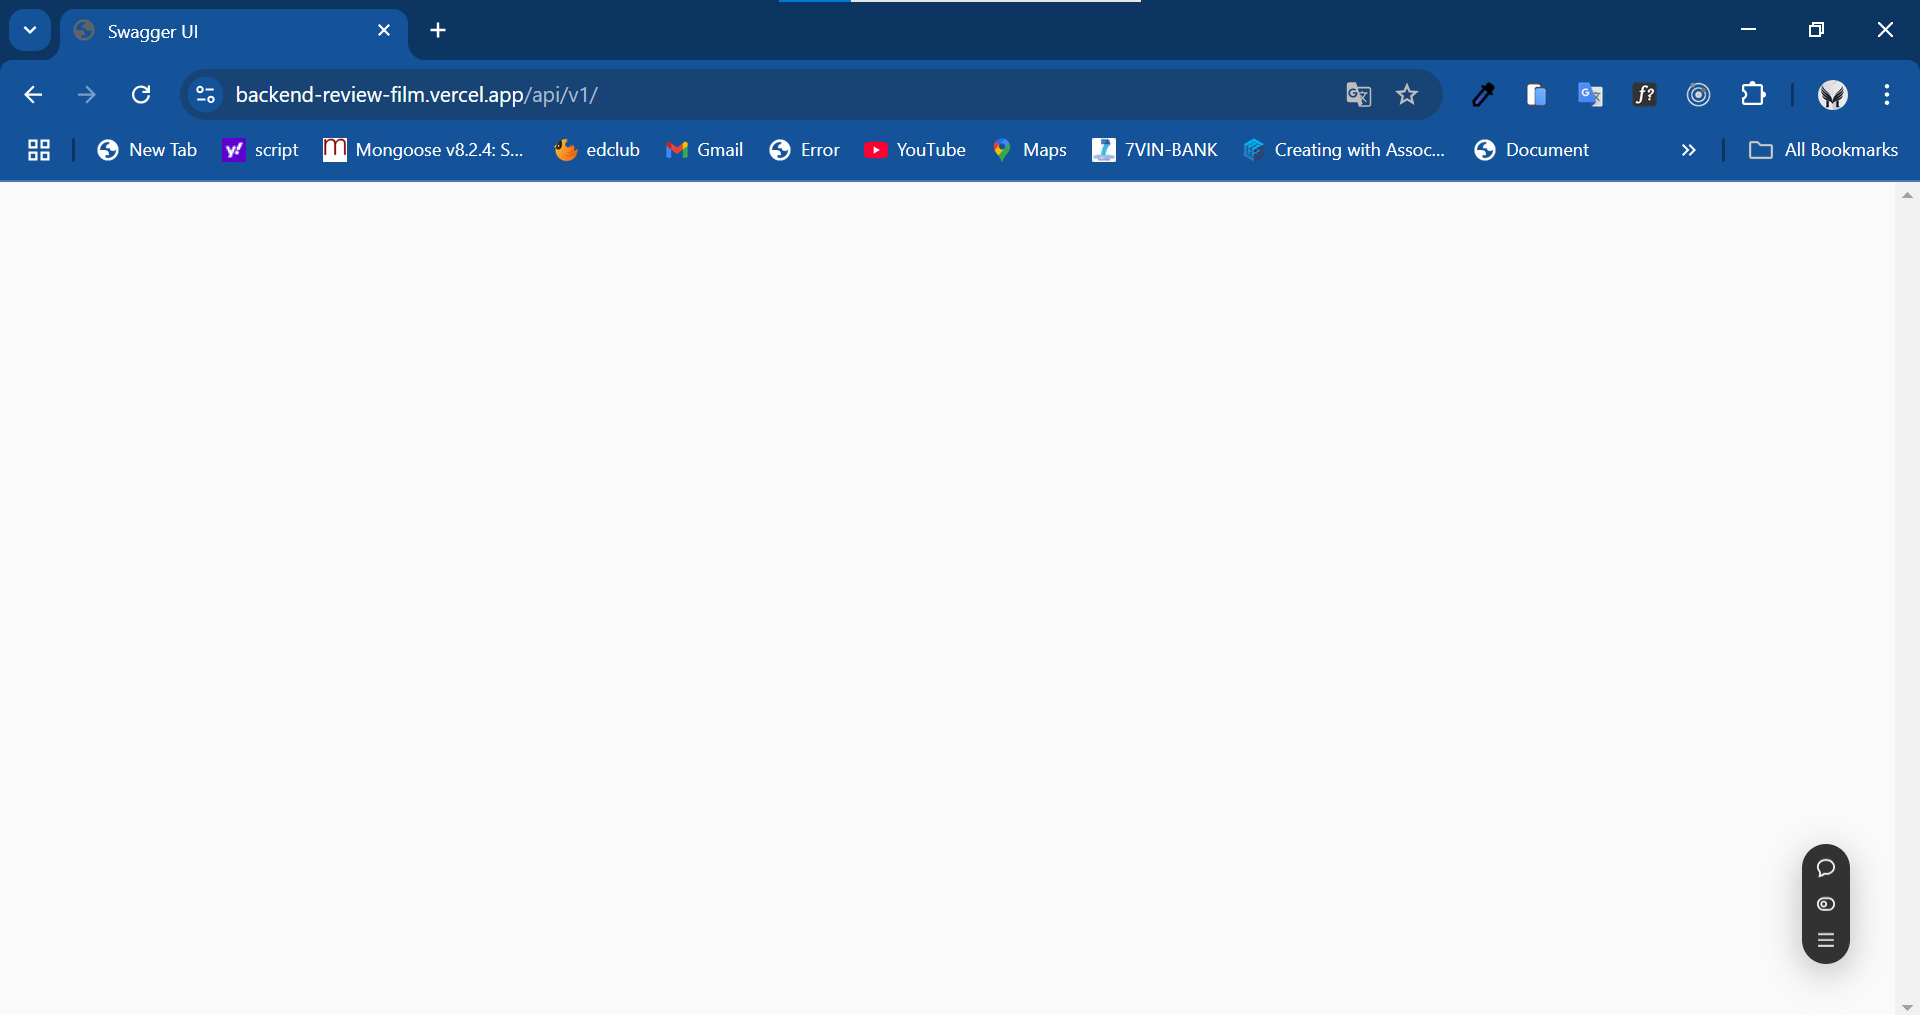 Swagger UI
backend-review-film.vercel.app/api/v1/
New Tab
y!
script
Mongoose v8.2.4: S...
edclub
Gmail
Error
YouTube
Maps
7VIN-BANK
Creating with Assoc...
Document
»
All Bookmarks